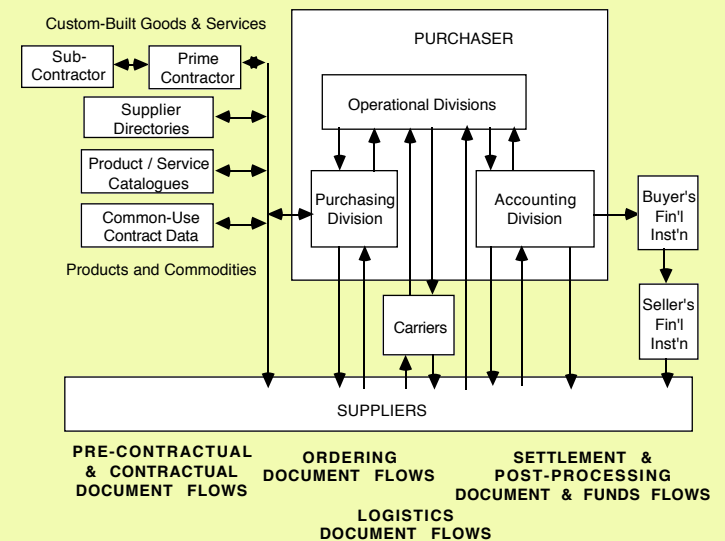 Custom-Built Goods & Services
Sub-
Contractor
Prime
Contractor
Supplier
Directories
Product / Service
Catalogues
Common-Use
Contract Data
Products and Commodities
PURCHASER
Operational Divisions
Purchasing
Division
Accounting
Division
Carriers
Buyer's
Fin'l
Inst'n
Seller's
Fin'l
Inst'n
SUPPLIERS
PRE-CONTRACTUAL
& CONTRACTUAL
DOCUMENT FLOWS
ORDERING
DOCUMENT FLOWS
LOGISTICS
DOCUMENT FLOWS
SETTLEMENT &
POST-PROCESSING
DOCUMENT & FUNDS FLOWS